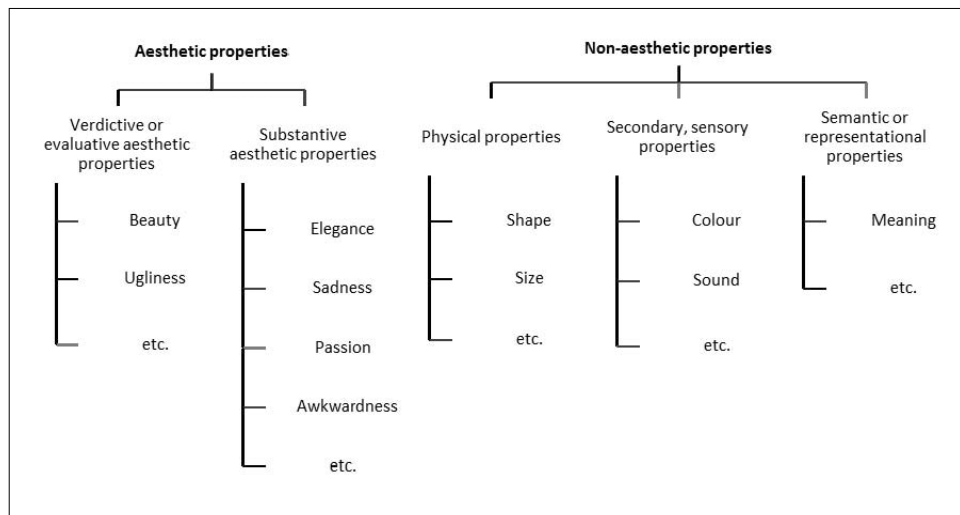 Aesthetic properties
Verdictive or
evaluative aesthetic
properties
Beauty
Ugliness
etc.
Substantive
aesthetic properties
Elegance
Sadness
Passion
Awkwardness
etc.
Non-aesthetic properties
Physical properties
Shape
Size
etc.
Secondary, sensory
properties
Colour
Sound
etc.
Semantic or
representational
properties
Meaning
etc.